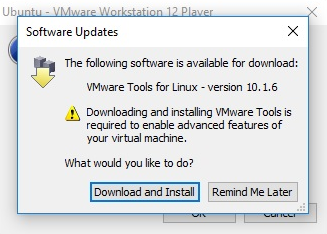 Ubuntu - VMware Workstation 12 Player
Software Updates
The following software is available for download:
VMware Tools for Linux - version 10.1.6
Downloading and installing VMware Tools is
required to enable advanced features of
your virtual machine.
What would you like to do?
Download and Install
Remind Me Later
OK
Cancel